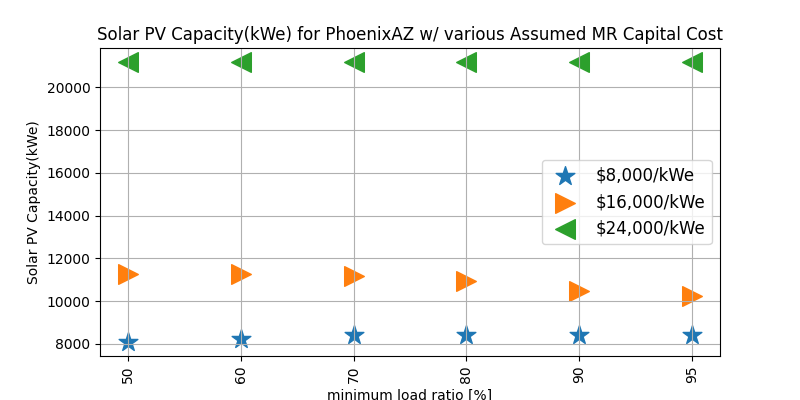 Solar PV Capacity(kWe) for PhoenixAZ w/ various Assumed MR Capital Cost
Solar PV Capacity(kWe)
20000
18000
16000
14000
12000
10000
8000
$8,000/kWe
$16,000/kWe
$24,000/kWe
50
60
70
80
90
95
minimum load ratio [%]